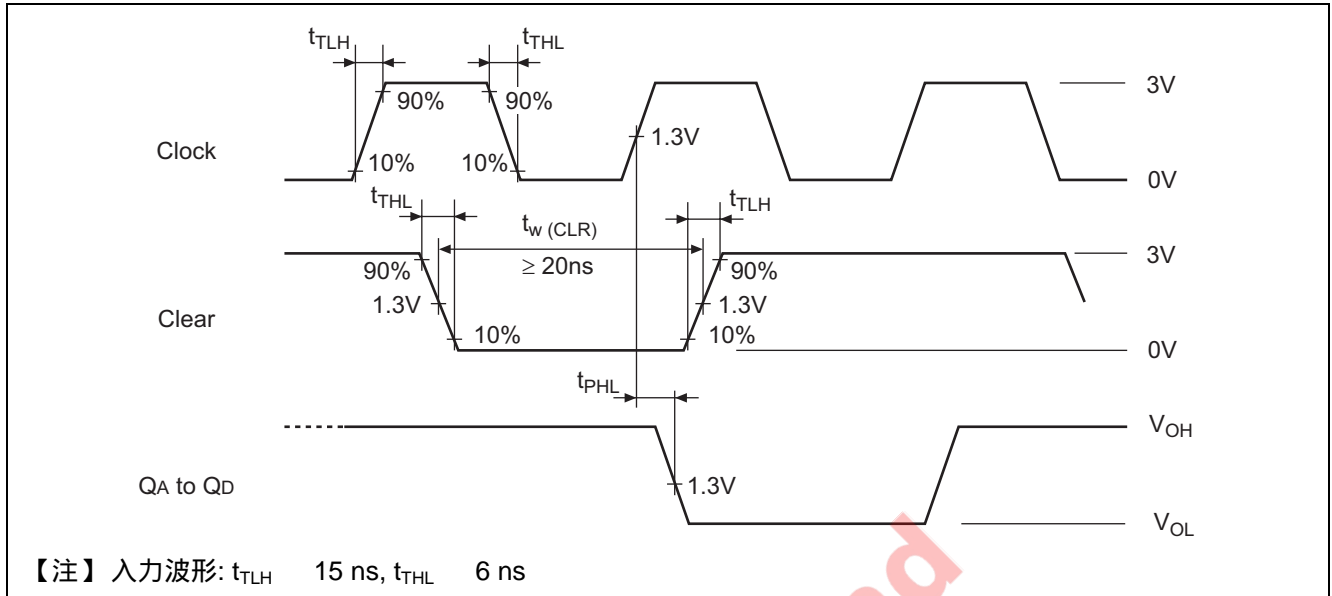 tTLH
tTHL
90%
90%
3V
Clock
1.3V
10%
10%
0V
tTHL
tw (CLR)
tTLH
3V
90%
≥ 20ns
90%
1.3V
1.3V
Clear
10%
10%
0V
tPHL
VOH
QA to QD
1.3V
VOL
【注】入力波形: tTLH 15 ns, tTHL 6 ns